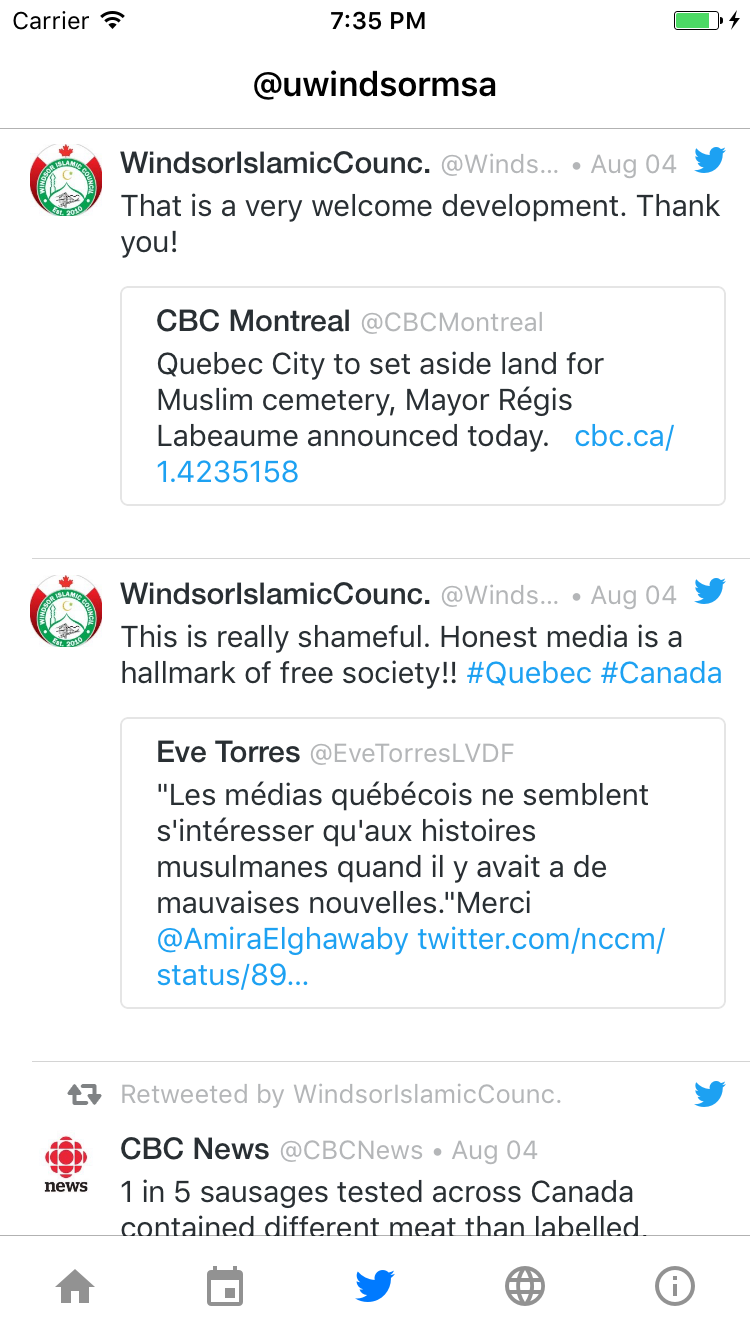 Carrier 7:35 PM
@uwindsormsa
WindsorIslamicCounc. @Winds... • Aug 04
That is a very welcome development. Thank
you!
CBC Montreal @CBCMontreal
Quebec City to set aside land for
Muslim cemetery, Mayor Régis
Labeaume announced today. cbc.ca/
1.4235158
WINDSOR ISLAMIC COUNCIL
Est. 2010
WindsorIslamicCounc. @Winds... • Aug 04
This is really shameful. Honest media is a
hallmark of free society!! #Quebec #Canada
Eve Torres @EveTorresLVDF
"Les médias québécois ne semblent
s'intéresser qu'aux histoires
musulmanes quand il y avait a de
mauvaises nouvelles."Merci
@AmiraElghawaby twitter.com/nccm/
status/89...
WINDSOR ISLAMIC COUNCIL
Est. 2010
Retweeted by WindsorIslamicCounc.
CBC News @CBCNews • Aug 04
news
1 in 5 sausages tested across Canada
contained different meat than labelled,